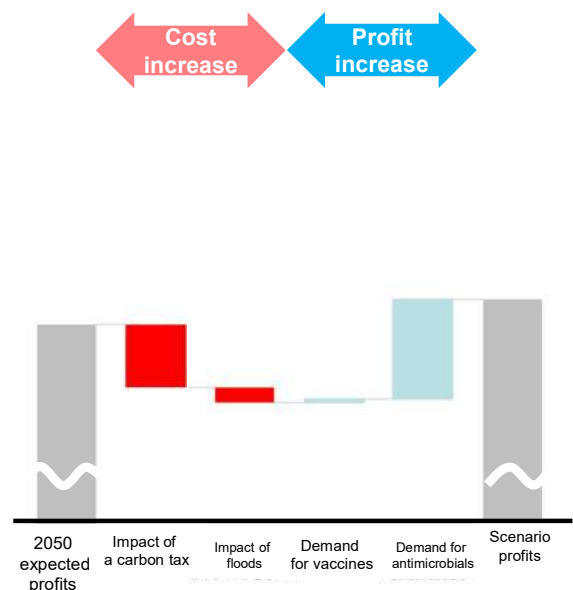 Cost
increase
Profit
increase
2050
expected
profits
Impact of
a carbon tax
Impact of
floods
Demand
for vaccines
Demand for
antimicrobials
Scenario
profits